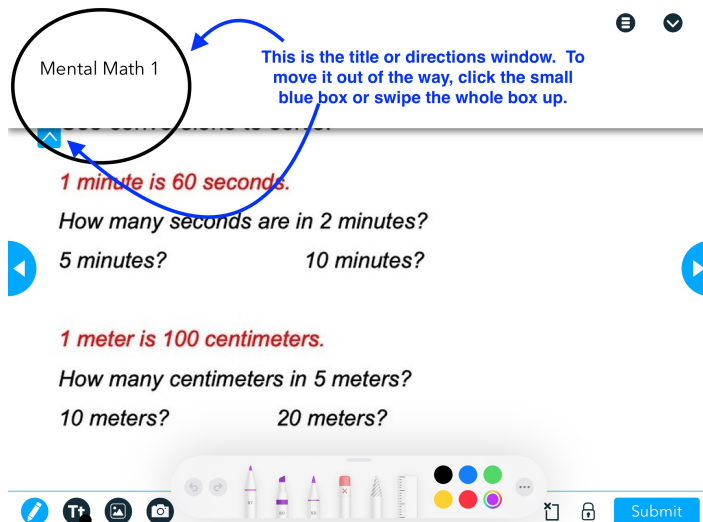 Mental Math 1
This is the title or directions window. To
move it out of the way, click the small
blue box or swipe the whole box up.
1 minute is 60 seconds.
How many seconds are in 2 minutes?
5 minutes? 10 minutes?
1 meter is 100 centimeters.
How many centimeters in 5 meters?
10 meters? 20 meters?
Tt
Submit